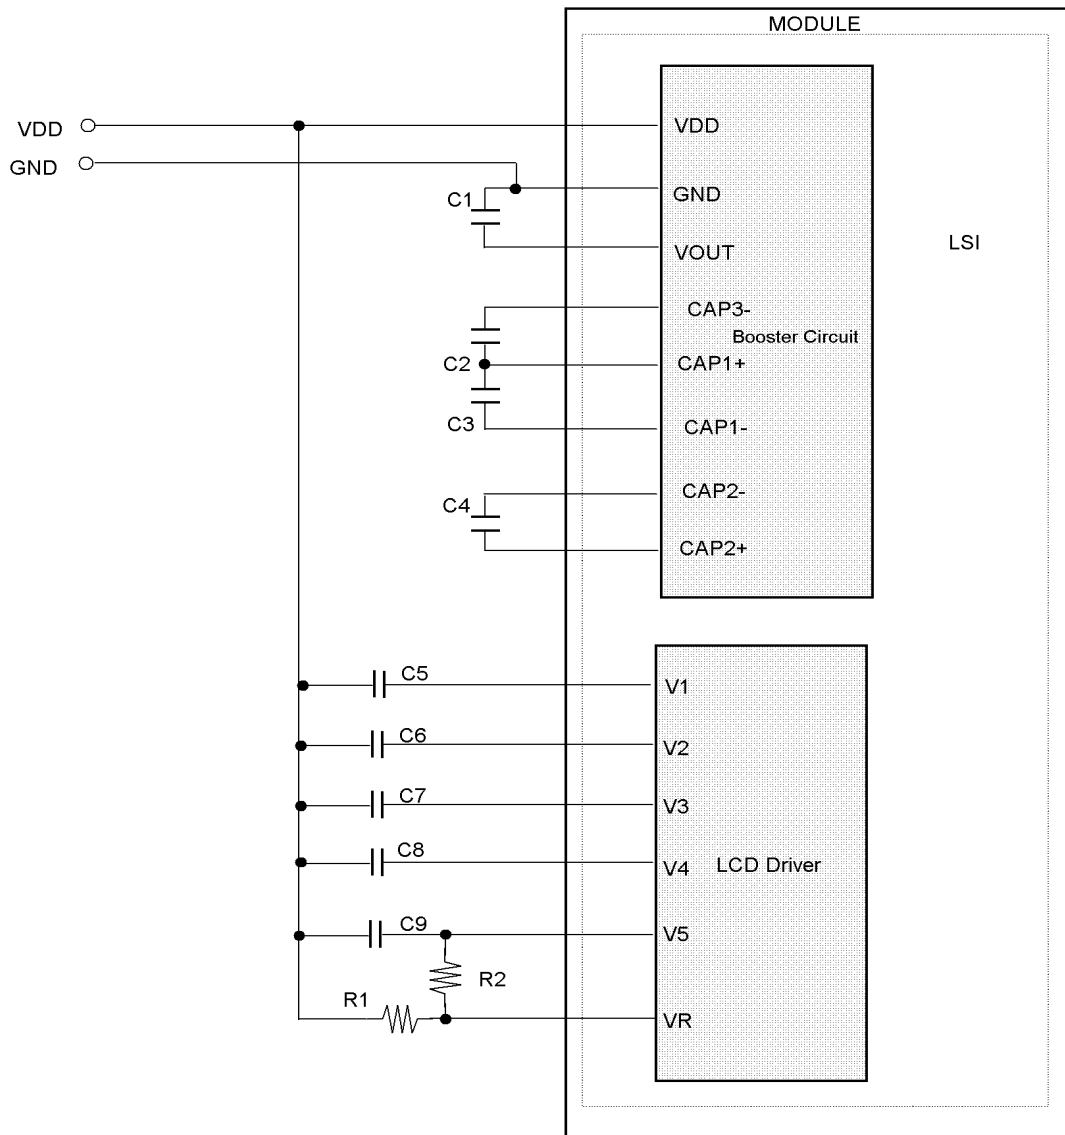 MODULE
VDD
VDD
GND
C1
GND
VOUT
LSI
CAP3-
Booster Circuit
C2
CAP1+
C3
CAP1-
C4
CAP2-
CAP2+
C5
V1
C6
V2
C7
V3
C8
V4
LCD Driver
C9
V5
R2
R1
VR